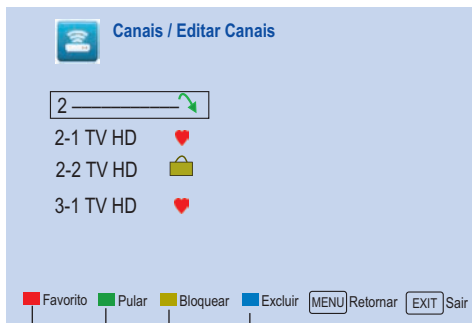 Canais / Editar Canais
2
2-1 TV HD
2-2 TV HD
3-1 TV HD
Favorito Pular Bloquear Excluir MENU Retornar EXIT Sair